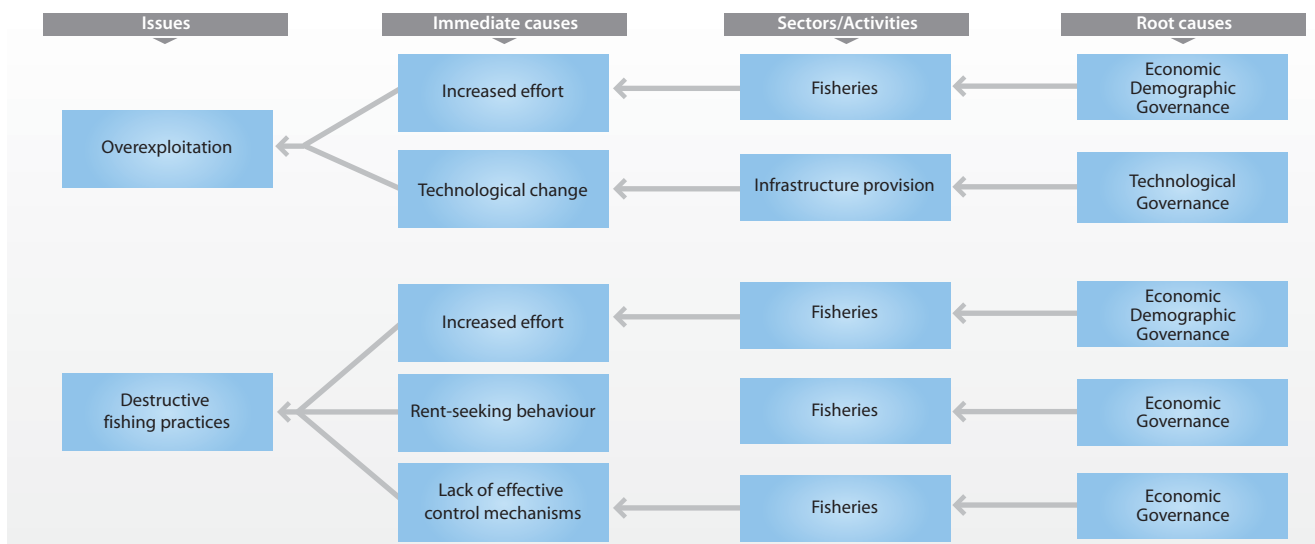 Issues
Immediate causes
Sectors/Activities
Root causes
Overexploitation
Increased effort
Fisheries
Economic
Demographic
Governance
Technological change
Infrastructure provision
Technological
Governance
Destructive
fishing practices
Increased effort
Fisheries
Economic
Demographic
Governance
Rent-seeking behaviour
Fisheries
Economic
Governance
Lack of effective
control mechanisms
Fisheries
Economic
Governance